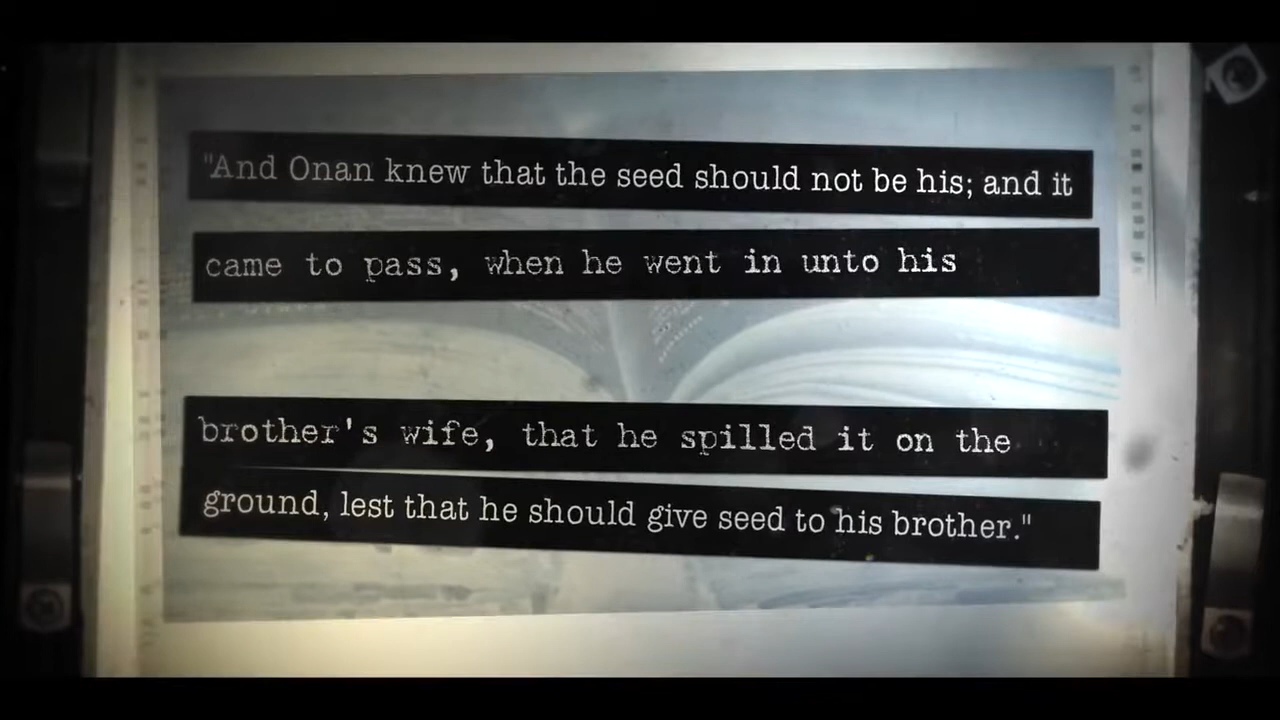 "And Onan knew that the seed should not be his; and it
came to pass, when he went in unto his
brother's wife, that he spilled it on the
ground, lest that he should give seed to his brother."